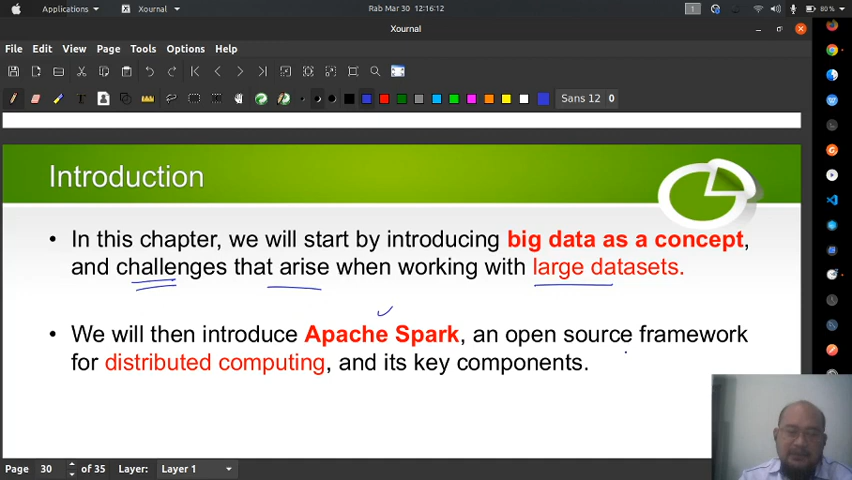 Applications Xournal Rab Mar 30 12:16:12 1 80 %
Xournal
File Edit View Page Tools Options Help
Sans 12 0
Introduction
• In this chapter, we will start by introducing big data as a concept,
and challenges that arise when working with large datasets.
• We will then introduce Apache Spark, an open source framework
for distributed computing, and its key components.
Page 30 of 35 Layer: Layer 1